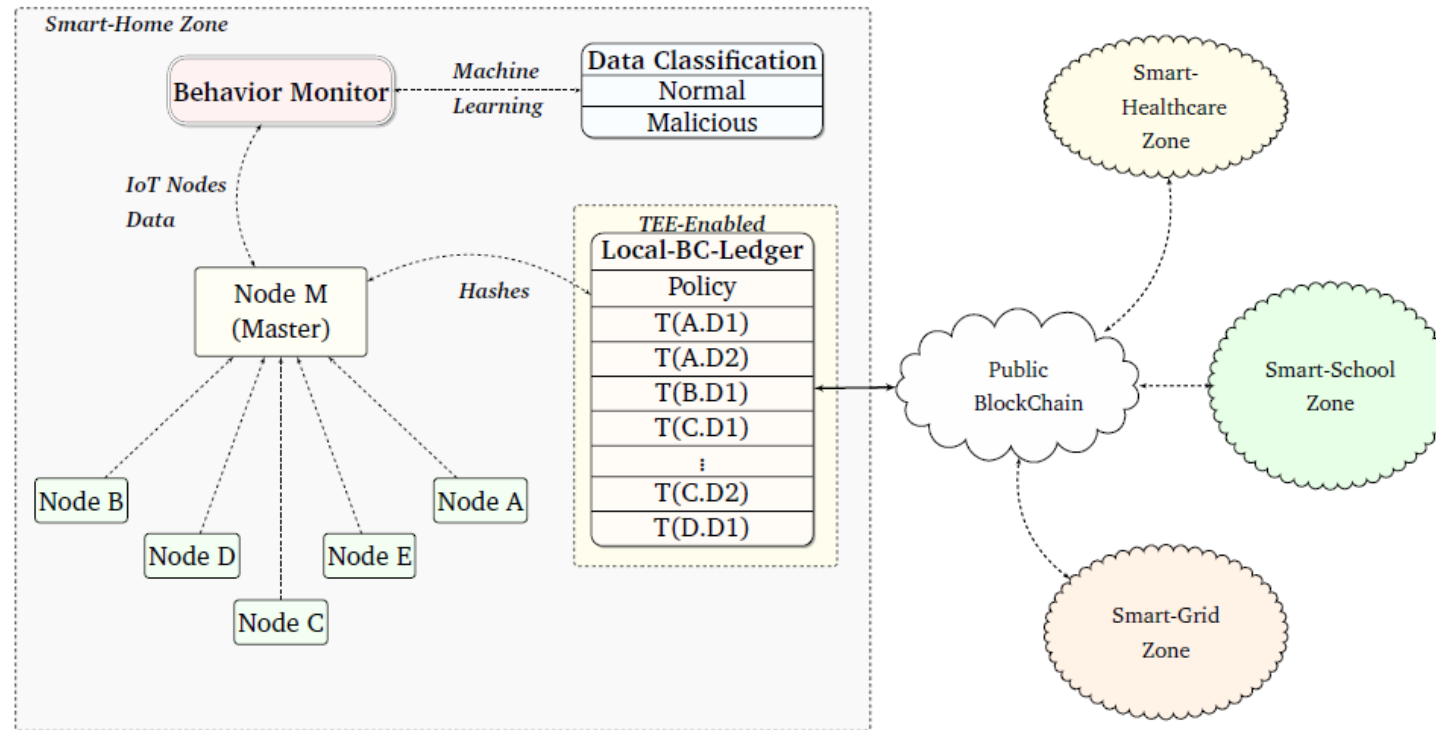 Smart-Home Zone
Behavior Monitor
Machine
Learning
Data Classification
Normal
Malicious
IoT Nodes
Data
Node M
(Master)
Hashes
TEE-Enabled
Local-BC-Ledger
Policy
T(A.D1)
T(A.D2)
T(B.D1)
T(C.D1)
⋮
T(C.D2)
T(D.D1)
Node B
Node A
Node D
Node E
Node C
Public
BlockChain
Smart-
Healthcare
Zone
Smart-School
Zone
Smart-Grid
Zone